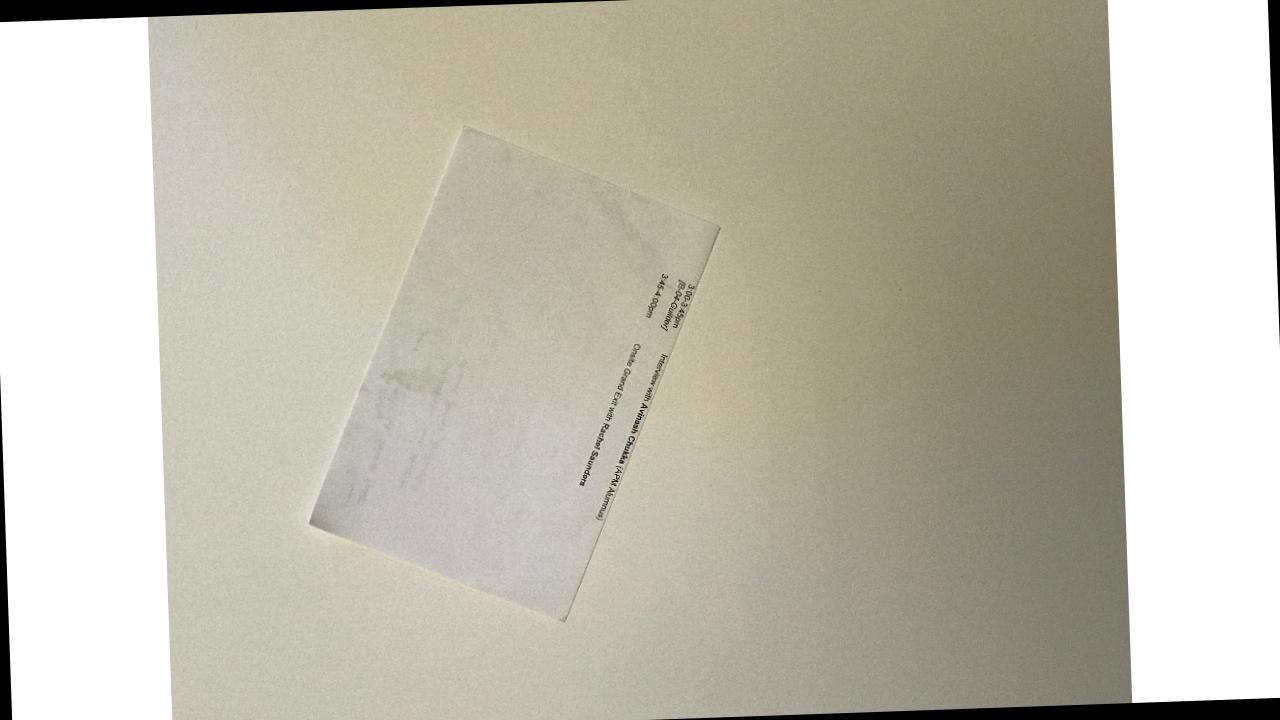 3:00-3:45pm Interview with Avinash Chukka (APM Alumnus)
[B-04-Guilder]
3:45-4:00pm Onsite Grand Exit with Rachel Saunders